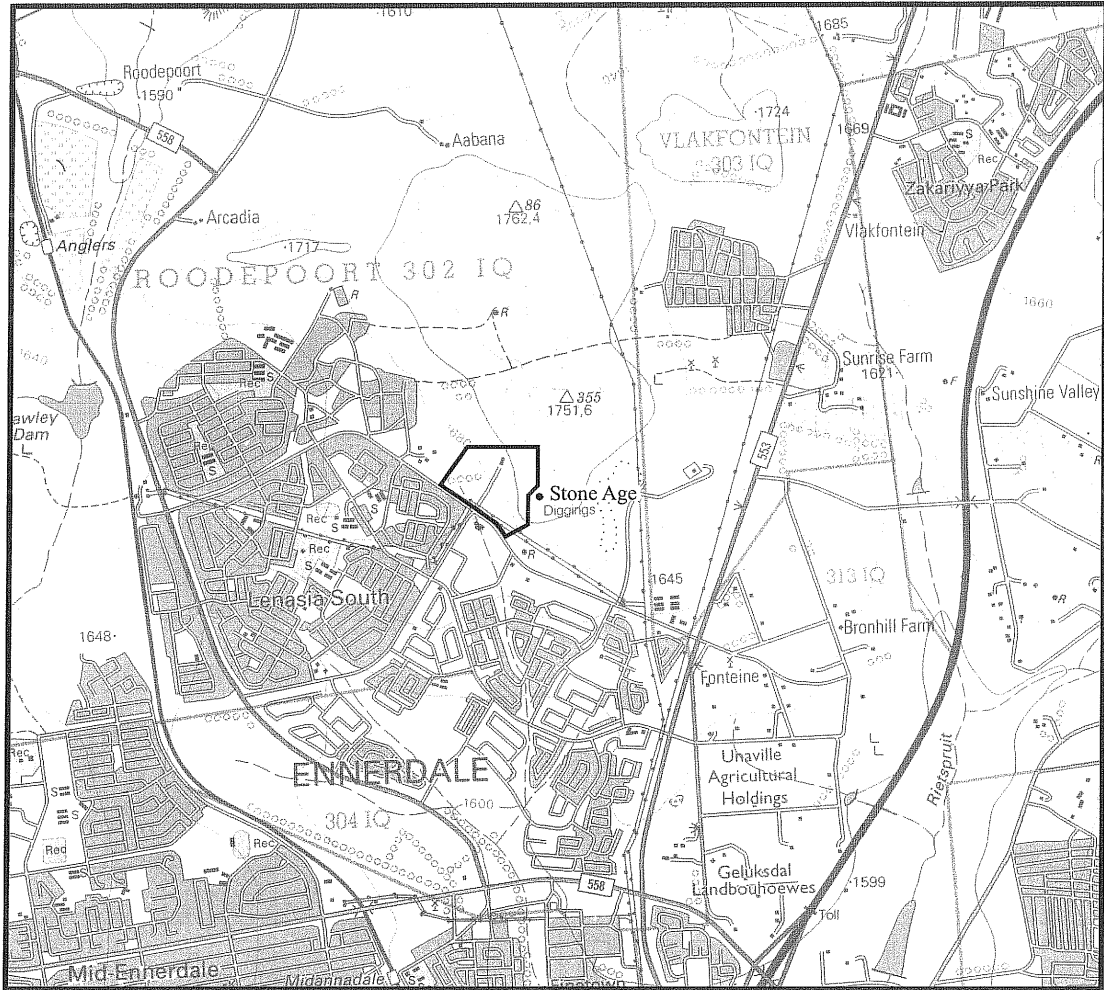 1610
1685
Roodepoort
1590
558
Aabana
1724
VLAKFONTEIN
303 IQ
1669
S
Rec
Zakariyya Park
Arcadia
86
1762,4
Vlakfontein
Anglers
1717
ROODEPOORT 302 IQ
R
1660
R
1640
Sunrise Farm
1621
F
Sunshine Valley
S
Rec
355
1751,6
Dam
S
553
R
1680
Stone Age
Diggings
Rec
S
S
Rec
S
R
1645
313 IQ
Lenasia South
R
Bronhill Farm
1648
Fonteine
Rec
Unaville
Agricultural
Holdings
Rietspruit
ENNERDALE
S
1600
304 IQ
S
Rec
Geluksdal
Landbouhoewes
558
1599
S
Toll
Mid-Ennerdale
Midannadale
S